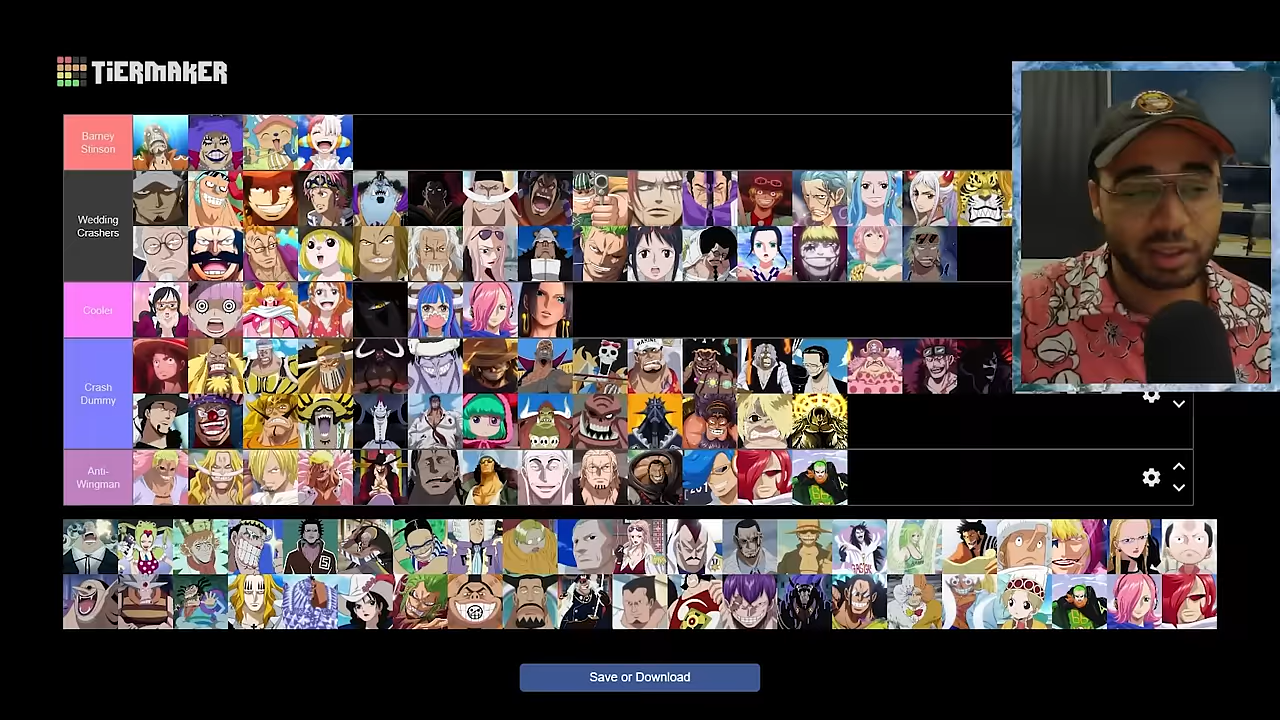 TiERMAKER
Barney
Stinson
Wedding
Crashers
Cooler
Crash
Dummy
Anti-
Wingman
Save or Download